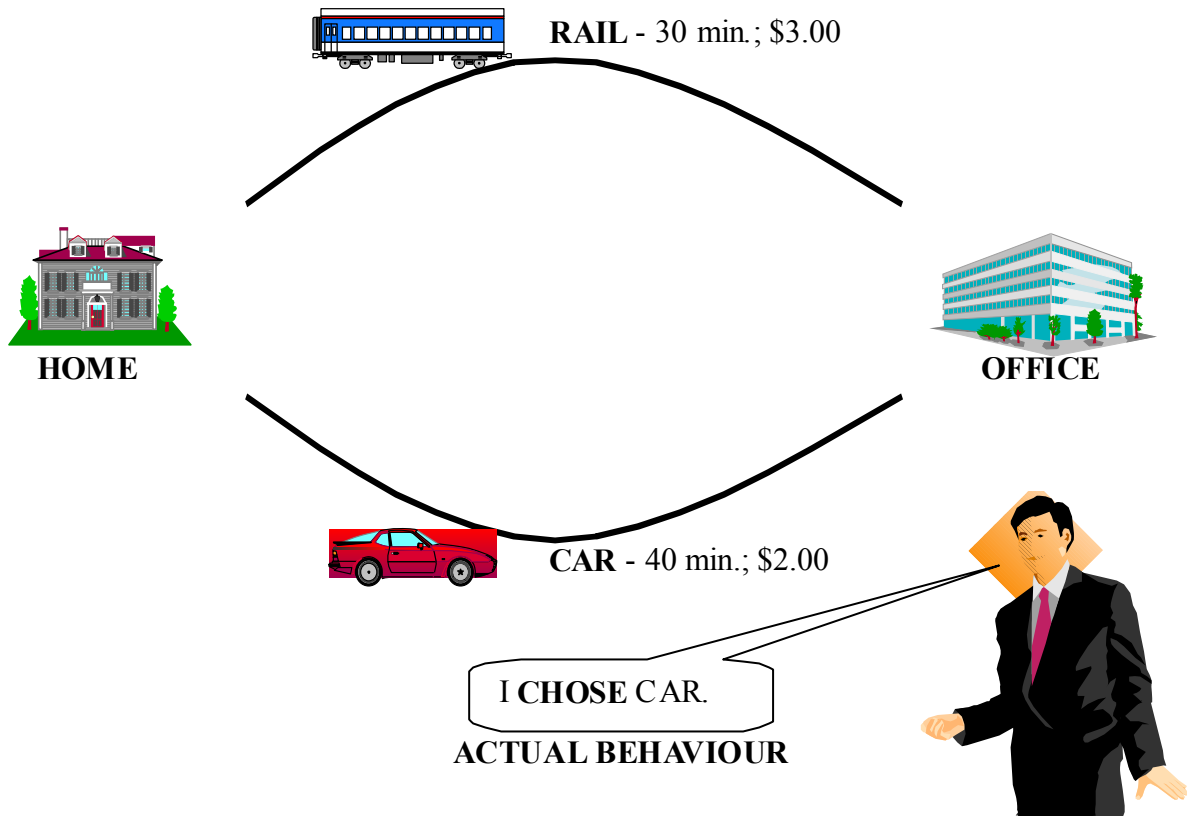 RAIL - 30 min.; $3.00
HOME
OFFICE
CAR - 40 min.; $2.00
I CHOSE CAR.
ACTUAL BEHAVIOUR